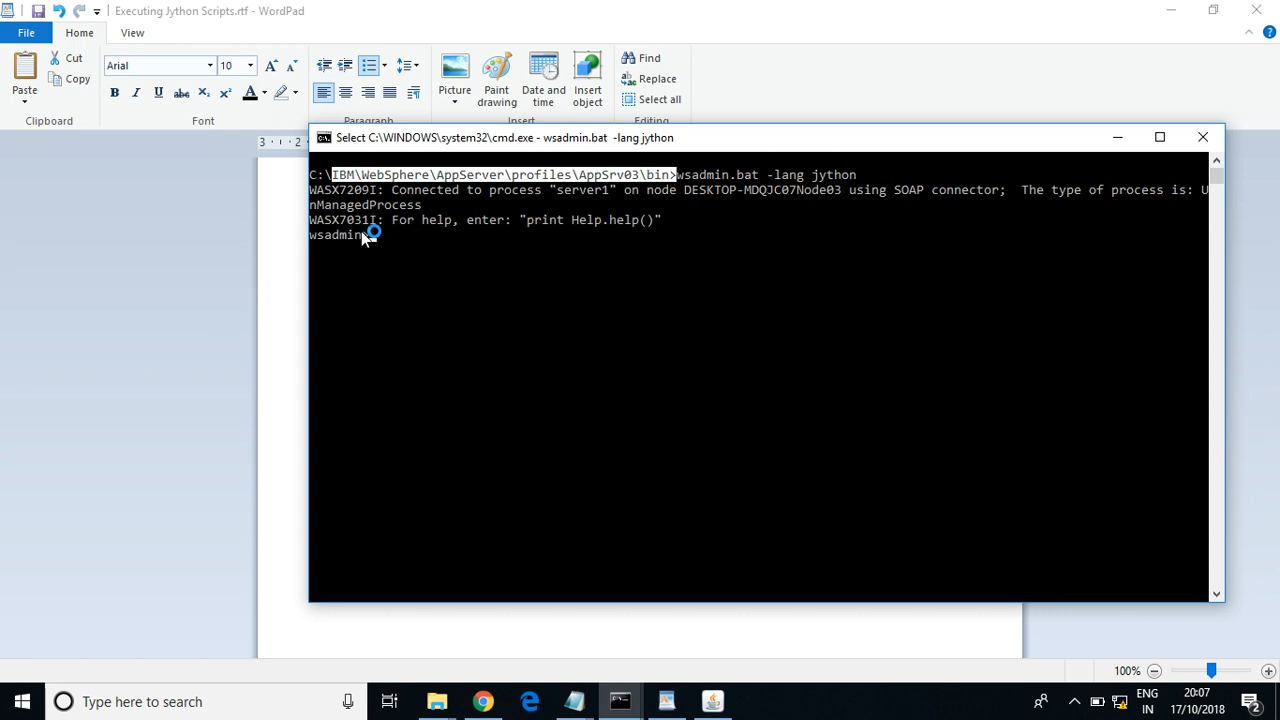 Executing Jython Scripts.rtf - WordPad
File
Home
View
Paste
Cut
Copy
Clipboard
Arial
10
Font
Paragraph
Picture
Paint drawing
Date and time
Insert object
Insert
Find
Replace
Select all
Editing
3 · ı · 2
Select C:\WINDOWS\system32\cmd.exe - wsadmin.bat  -lang jython
C:\IBM\WebSphere\AppServer\profiles\AppSrv03\bin>wsadmin.bat -lang jython
WASX7209I: Connected to process "server1" on node DESKTOP-MDQJC07Node03 using SOAP connector;  The type of process is: U
nManagedProcess
WASX7031I: For help, enter: "print Help.help()"
wsadmin>
100%
Type here to search
ENG
IN
20:07
17/10/2018
2